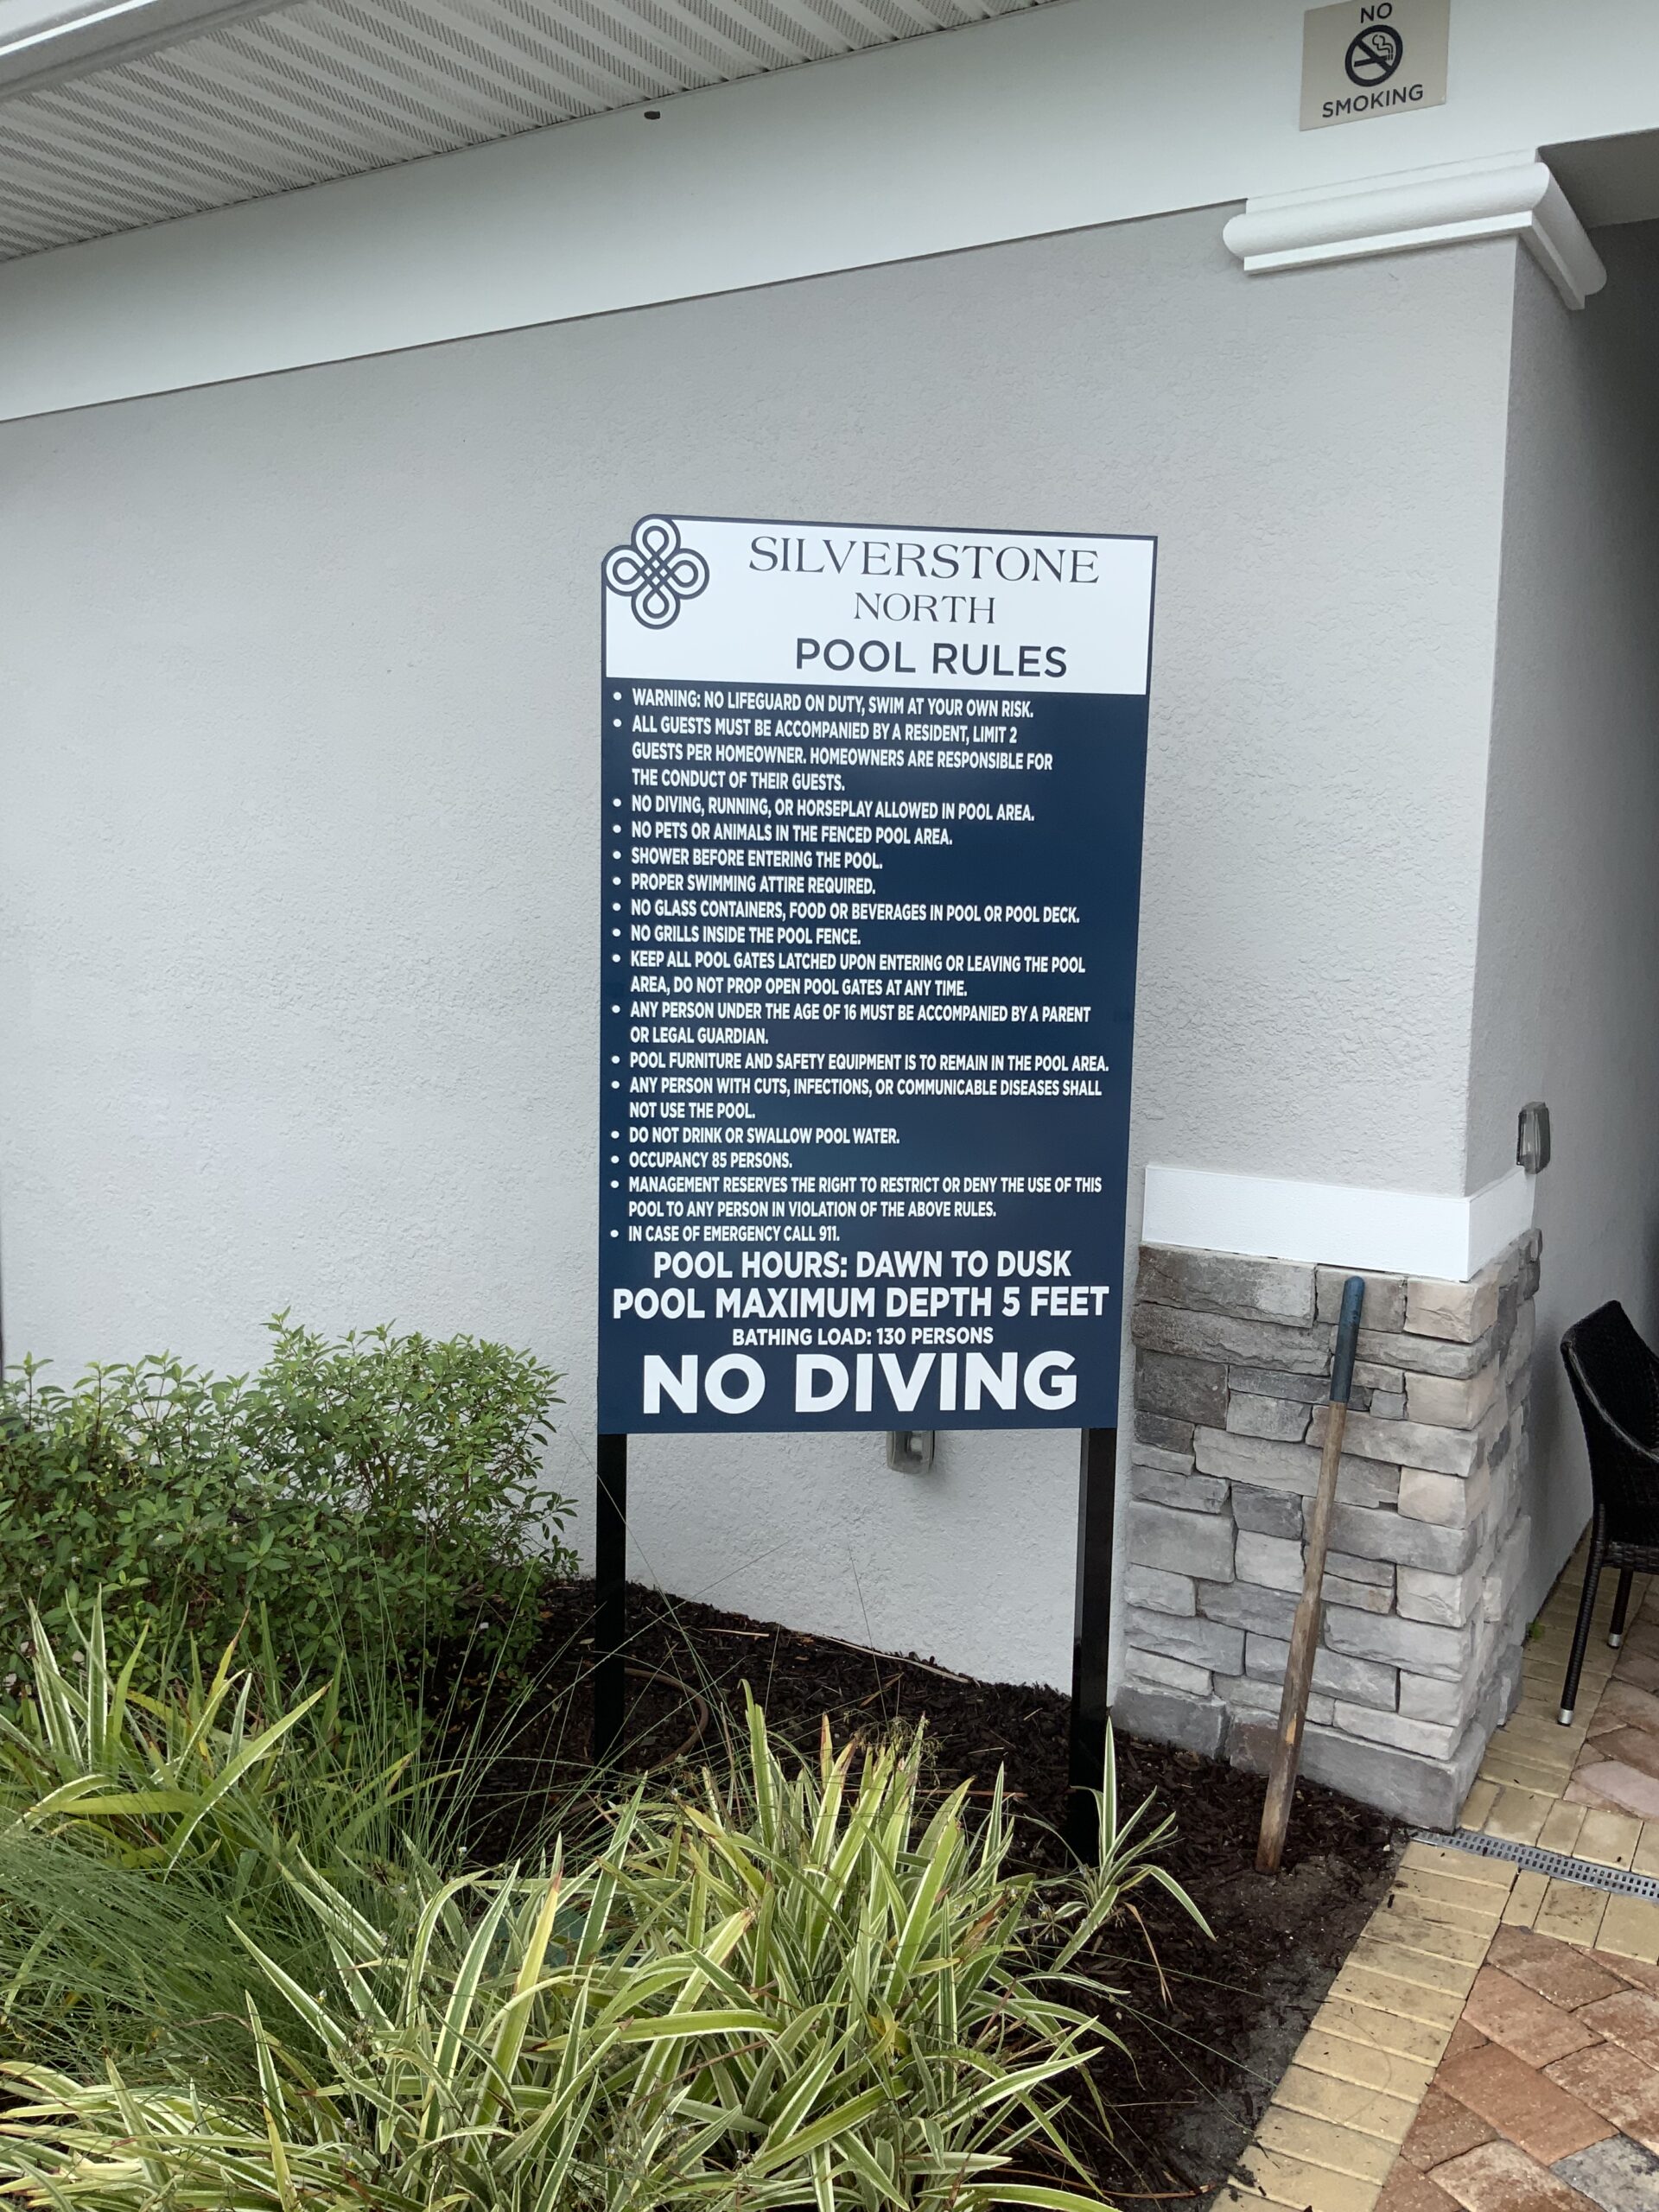 NO
SMOKING
SILVERSTONE
NORTH
POOL RULES
• WARNING: NO LIFEGUARD ON DUTY, SWIM AT YOUR OWN RISK.
• ALL GUESTS MUST BE ACCOMPANIED BY A RESIDENT, LIMIT 2
GUESTS PER HOMEOWNER. HOMEOWNERS ARE RESPONSIBLE FOR
THE CONDUCT OF THEIR GUESTS.
• NO DIVING, RUNNING, OR HORSEPLAY ALLOWED IN POOL AREA.
• NO PETS OR ANIMALS IN THE FENCED POOL AREA.
• SHOWER BEFORE ENTERING THE POOL.
• PROPER SWIMMING ATTIRE REQUIRED.
• NO GLASS CONTAINERS, FOOD OR BEVERAGES IN POOL OR POOL DECK.
• NO GRILLS INSIDE THE POOL FENCE.
• KEEP ALL POOL GATES LATCHED UPON ENTERING OR LEAVING THE POOL
AREA, DO NOT PROP OPEN POOL GATES AT ANY TIME.
• ANY PERSON UNDER THE AGE OF 16 MUST BE ACCOMPANIED BY A PARENT
OR LEGAL GUARDIAN.
• POOL FURNITURE AND SAFETY EQUIPMENT IS TO REMAIN IN THE POOL AREA.
• ANY PERSON WITH CUTS, INFECTIONS, OR COMMUNICABLE DISEASES SHALL
NOT USE THE POOL.
• DO NOT DRINK OR SWALLOW POOL WATER.
• OCCUPANCY 85 PERSONS.
• MANAGEMENT RESERVES THE RIGHT TO RESTRICT OR DENY THE USE OF THIS
POOL TO ANY PERSON IN VIOLATION OF THE ABOVE RULES.
• IN CASE OF EMERGENCY CALL 911.
POOL HOURS: DAWN TO DUSK
POOL MAXIMUM DEPTH 5 FEET
BATHING LOAD: 130 PERSONS
NO DIVING